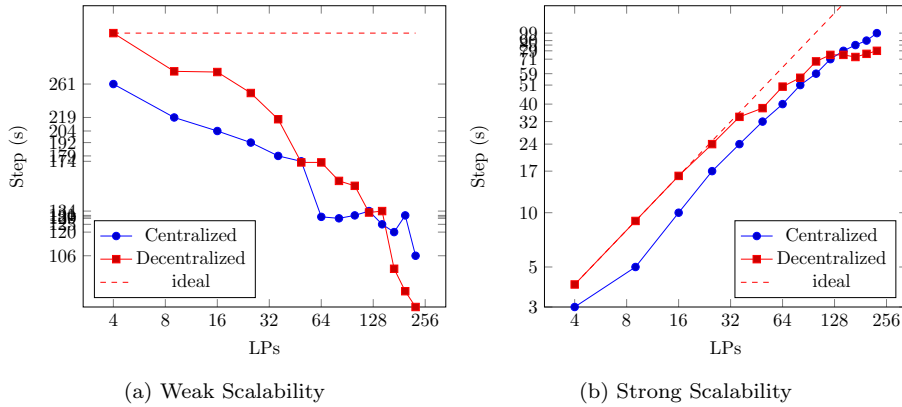 261
219
204
192
179
174
134
120
106
Step (s)
Centralized
Decentralized
ideal
4 8 16 32 64 128 256
LPs
(a) Weak Scalability
99
71
59
51
40
32
24
17
10
5
3
Step (s)
Centralized
Decentralized
ideal
4 8 16 32 64 128 256
LPs
(b) Strong Scalability